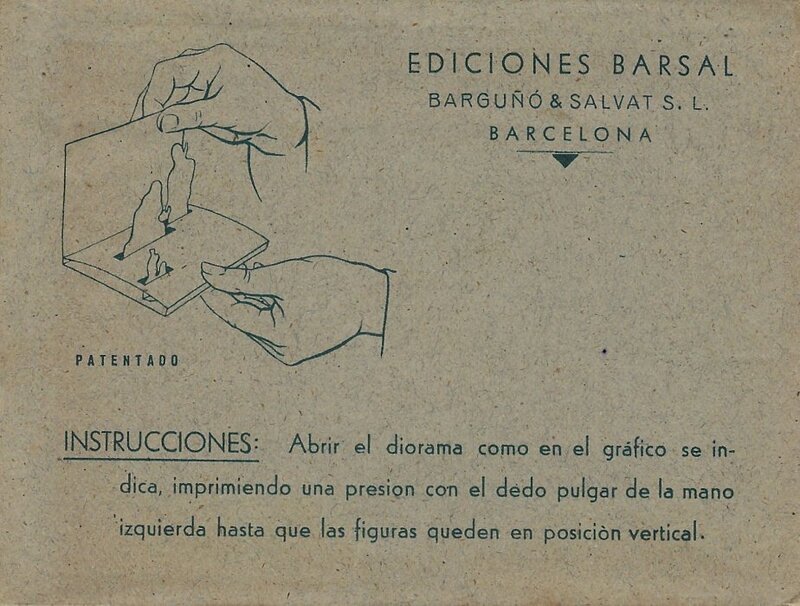 EDICIONES BARSAL
BARGUÑÓ & SALVAT S. L.
BARCELONA
PATENTADO
INSTRUCCIONES: Abrir el diorama como en el gráfico se in-
dica, imprimiendo una presion con el dedo pulgar de la mano
izquierda hasta que las figuras queden en posiciòn vertical.